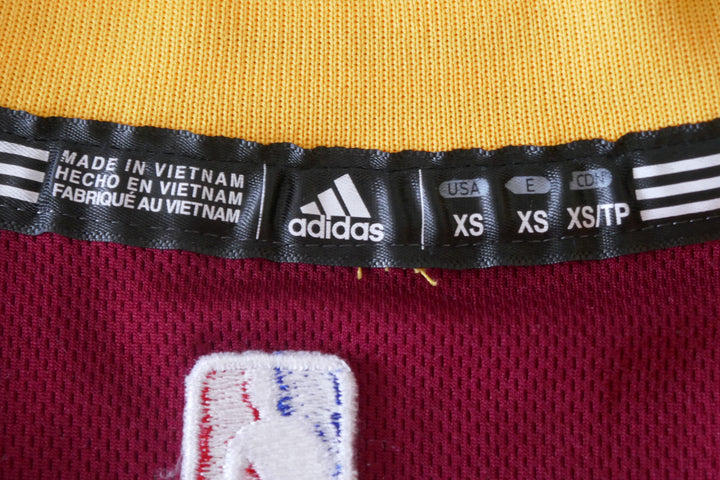 MADE IN VIETNAM
HECHO EN VIETNAM
FABRIQUÉ AU VIETNAM
adidas
USA
XS
E
XS
CDN
XS/TP